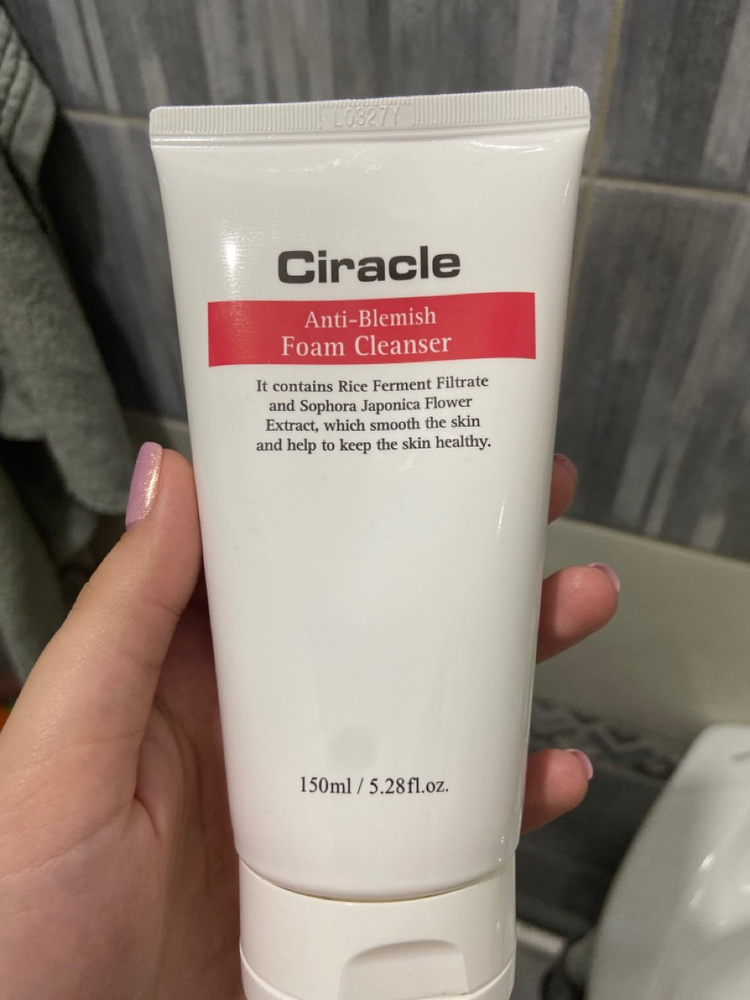 L0327Y
Ciracle
Anti-Blemish
Foam Cleanser
It contains Rice Ferment Filtrate
and Sophora Japonica Flower
Extract, which smooth the skin
and help to keep the skin healthy.
150ml / 5.28fl.oz.